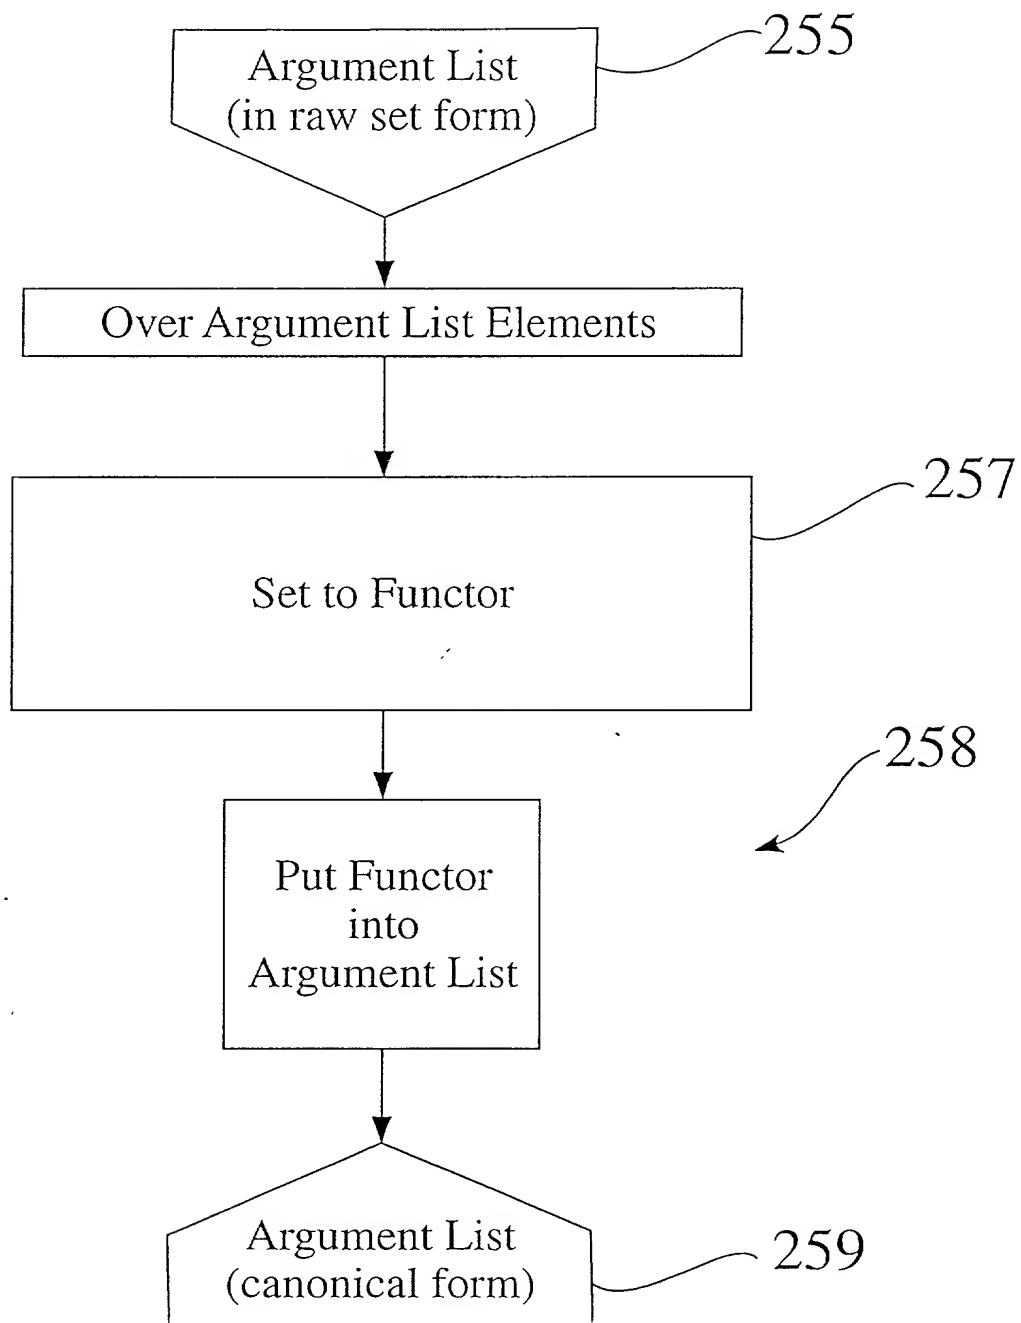 255
Argument List
(in raw set form)
Over Argument List Elements
257
Set to Functor
258
Put Functor
into
Argument List
259
Argument List
(canonical form)